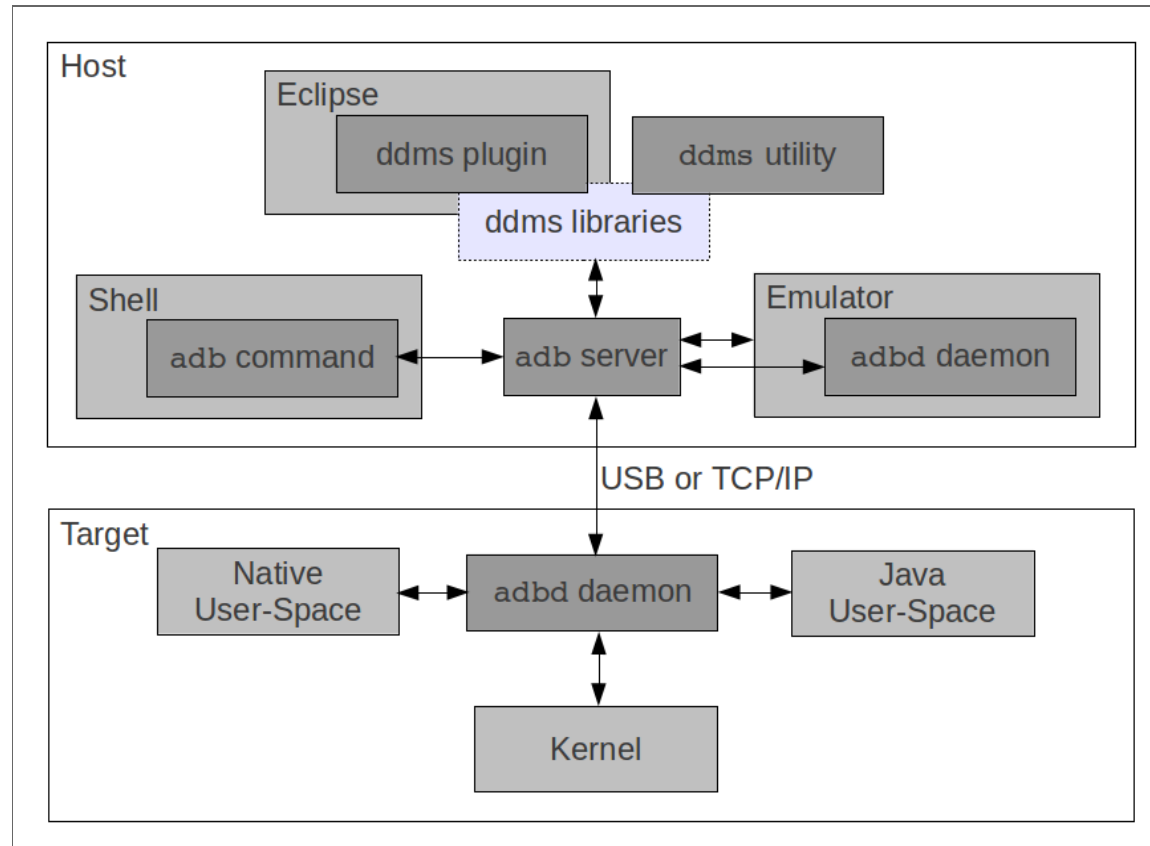 Host
Eclipse
ddms plugin
ddms utility
ddms libraries
Shell
adb command
adb server
Emulator
adbd daemon
USB or TCP/IP
Target
Native
User-Space
adbd daemon
Java
User-Space
Kernel